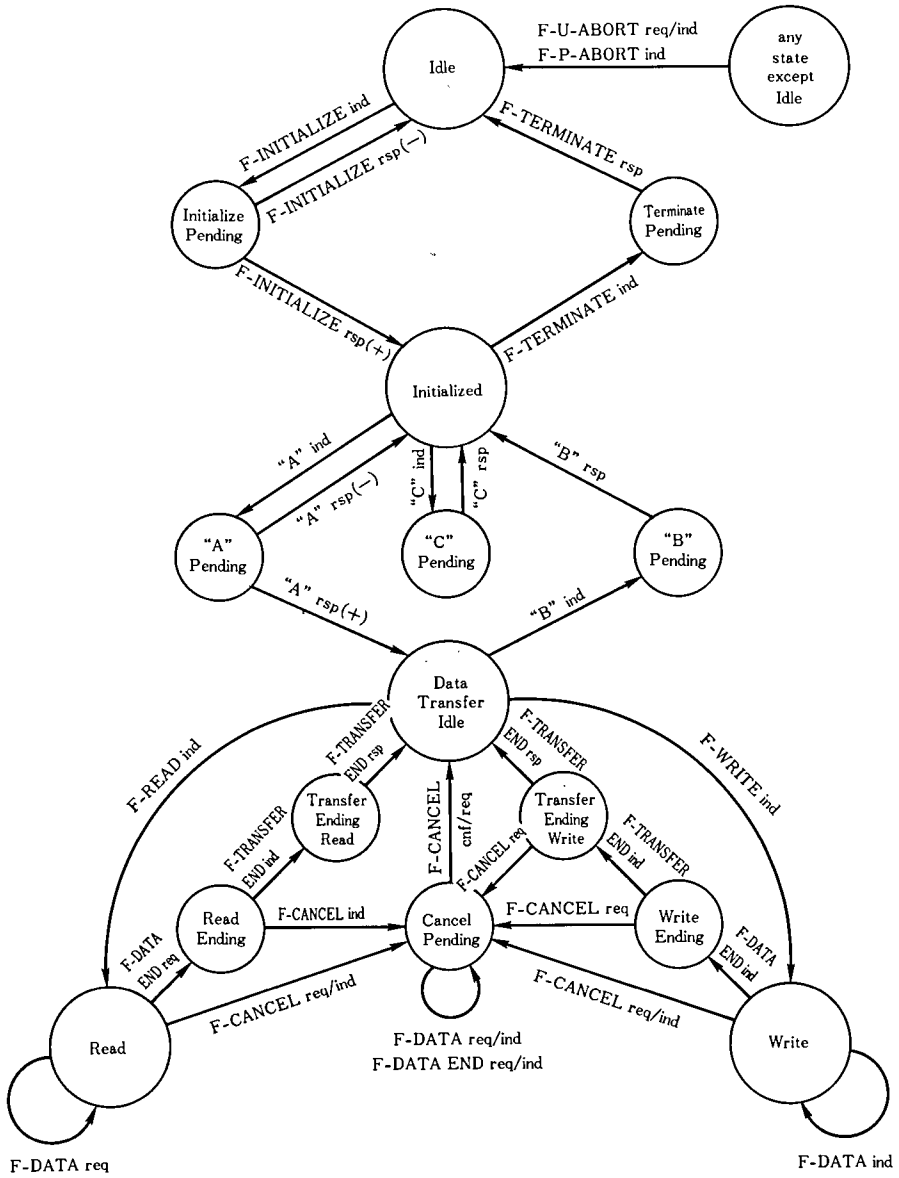 F-U-ABORT req/ind
F-P-ABORT ind
any
state
except
Idle
Idle
F-INITIALIZE ind
F-INITIALIZE rsp(−)
F-TERMINATE rsp
Initialize
Pending
Terminate
Pending
F-INITIALIZE rsp(+)
F-TERMINATE ind
Initialized
“A” ind
“A” rsp(−)
“C” ind
“C” rsp
“B” rsp
“A”
Pending
“C”
Pending
“B”
Pending
“A” rsp(+)
“B” ind
Data
Transfer
Idle
F-READ ind
F-TRANSFER
END rsp
F-TRANSFER
END rsp
F-WRITE ind
Transfer
Ending
Read
F-CANCEL
cnf/req
Transfer
Ending
Write
F-TRANSFER
END ind
F-CANCEL req
F-TRANSFER
END ind
Read
Ending
F-CANCEL ind
Cancel
Pending
F-CANCEL req
Write
Ending
F-DATA
END req
F-DATA
END ind
F-CANCEL req/ind
F-CANCEL req/ind
Read
F-DATA req/ind
F-DATA END req/ind
Write
F-DATA req
F-DATA ind